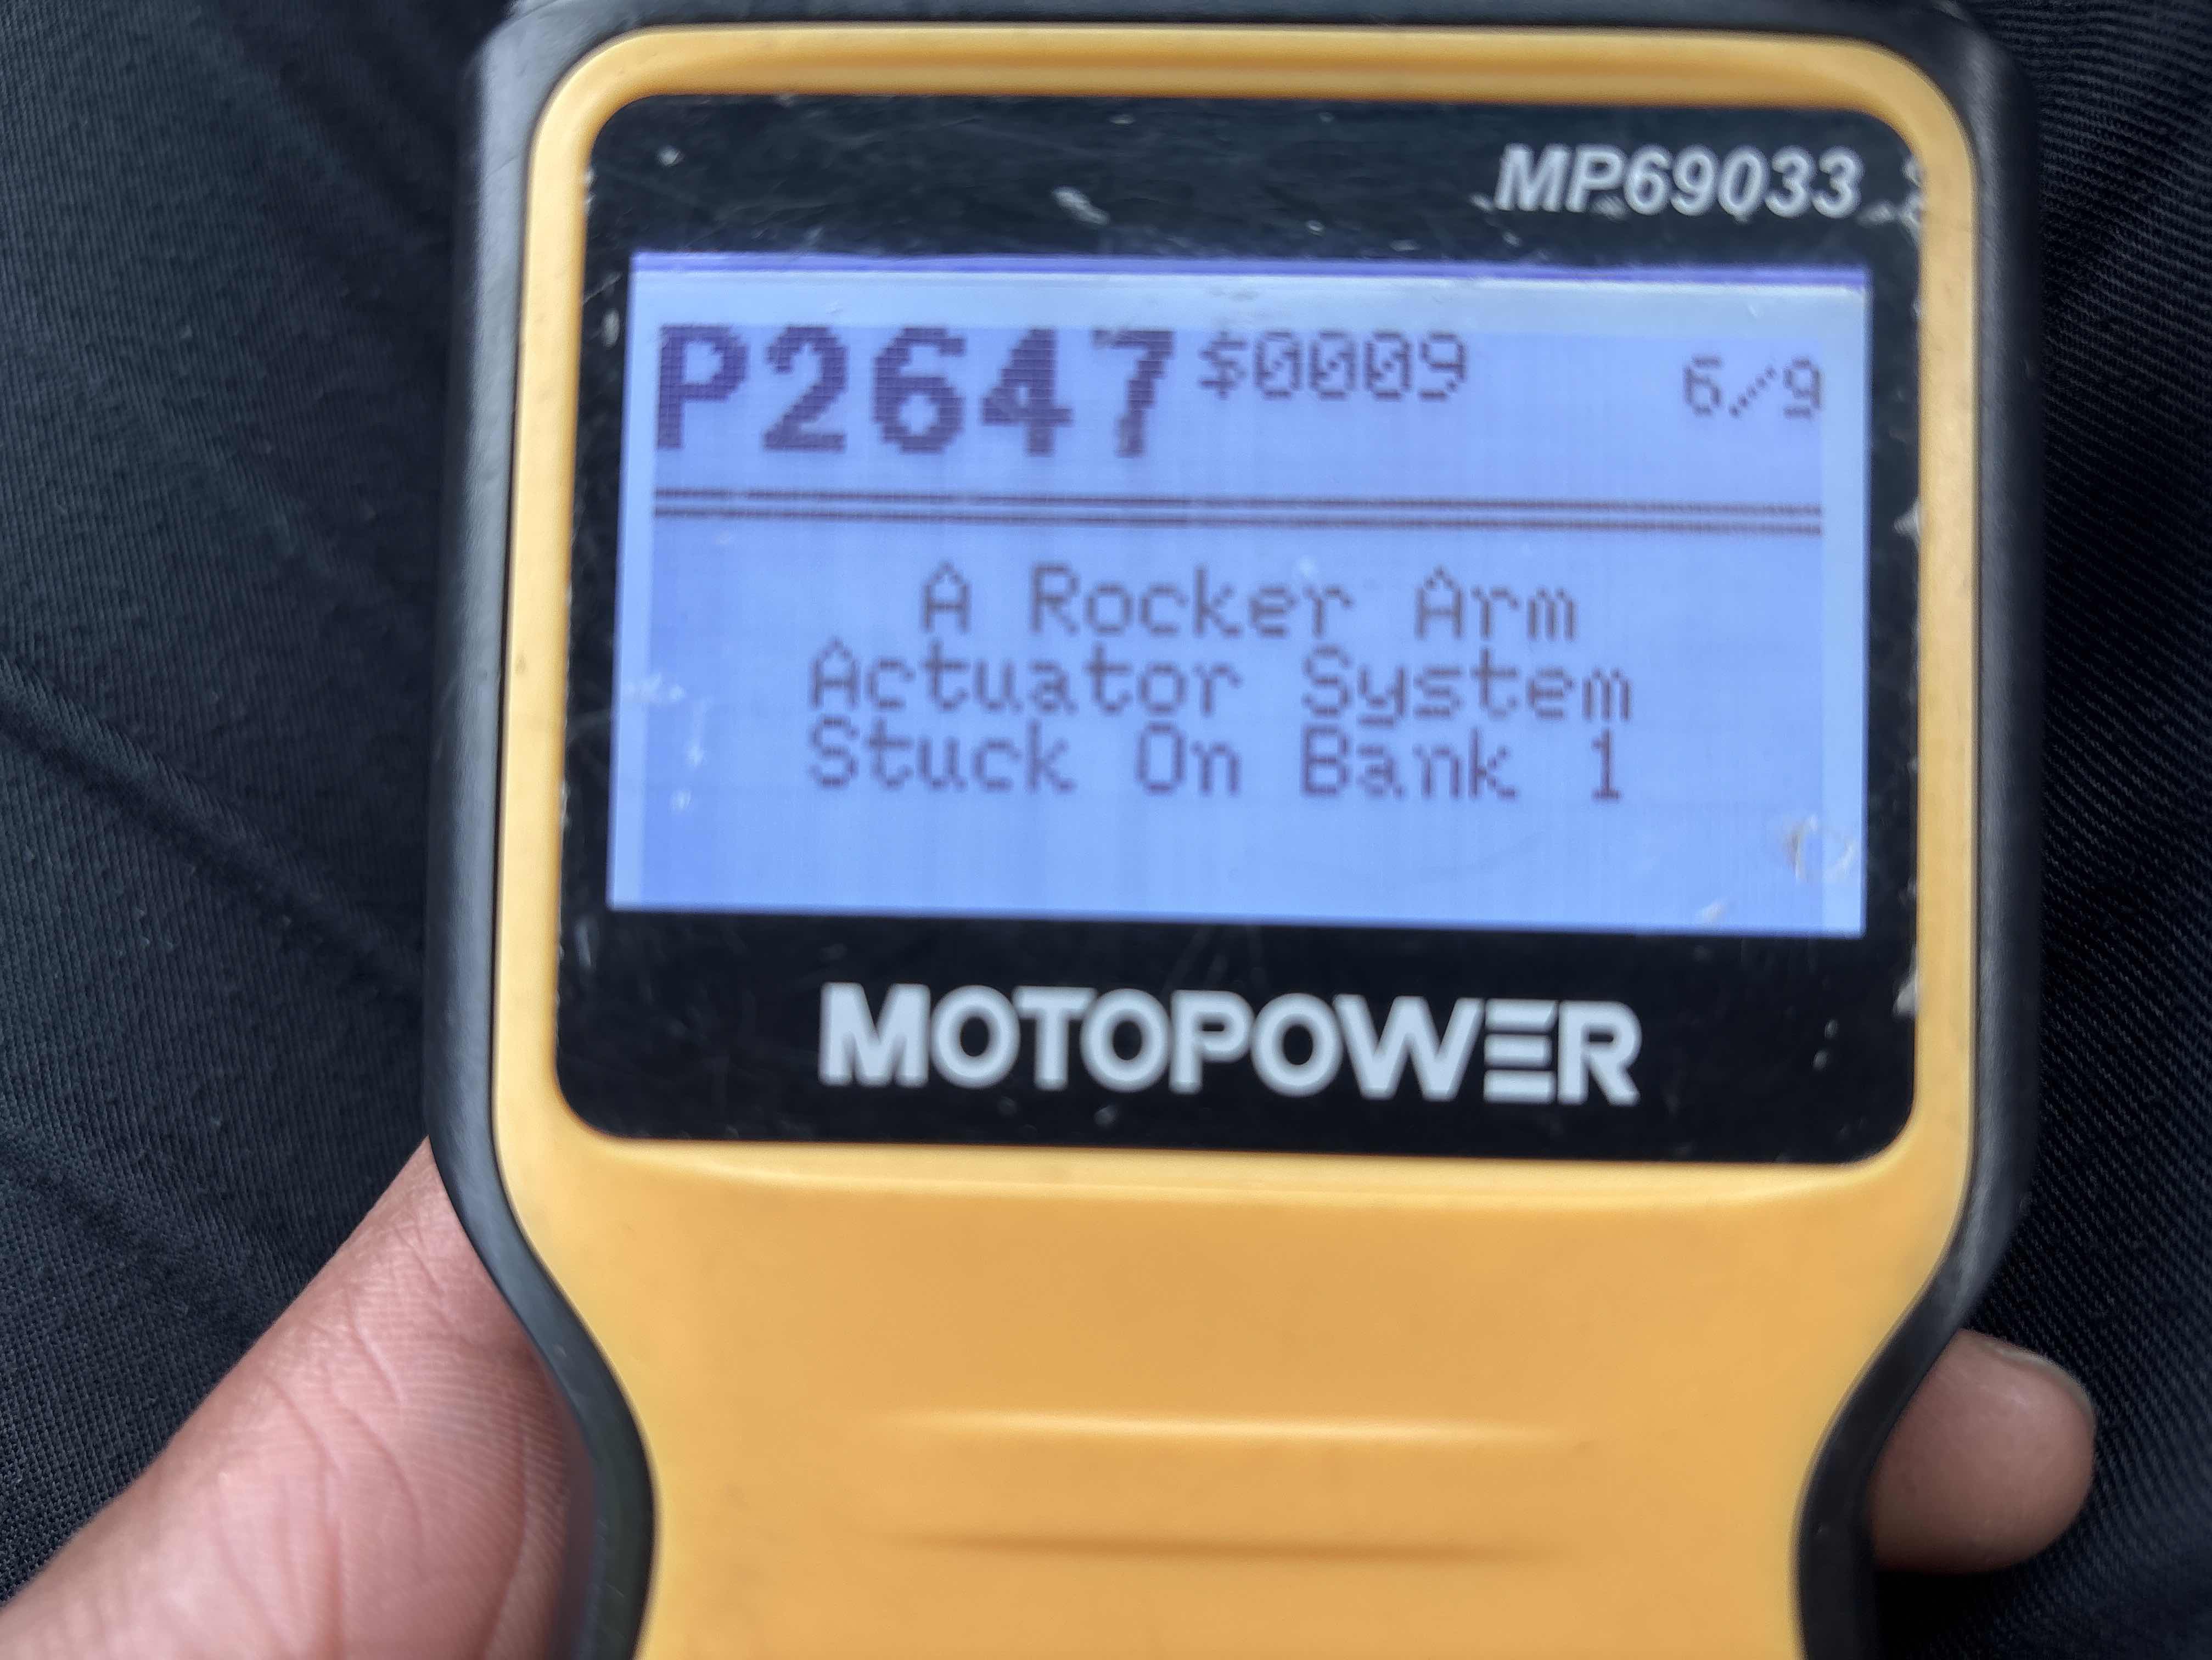 MP69033
P2647 $0009 6/9
A Rocker Arm
Actuator System
Stuck On Bank 1
MOTOPOWER